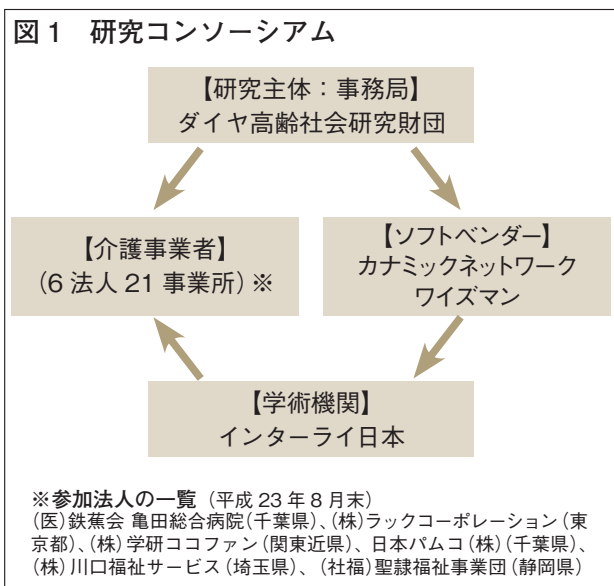 図1 研究コンソーシアム
【研究主体：事務局】
ダイヤ高齢社会研究財団
【介護事業者】
（6法人21事業所）※
【ソフトベンダー】
カナミックネットワーク
ワイズマン
【学術機関】
インターライ日本
※参加法人の一覧（平成23年8月末）
(医)鉄蕉会 亀田総合病院(千葉県)、(株)ラックコーポレーション(東
京都)、(株)学研ココファン(関東近県)、日本パムコ(株)(千葉県)、
(株)川口福祉サービス(埼玉県)、(社福)聖隷福祉事業団(静岡県)